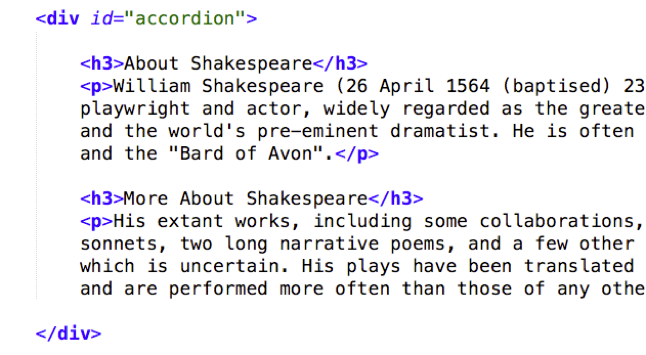 <div id="accordion">
<h3>About Shakespeare</h3>
<p>William Shakespeare (26 April 1564 (baptised) 23
playwright and actor, widely regarded as the greate
and the world's pre-eminent dramatist. He is often
and the "Bard of Avon".</p>
<h3>More About Shakespeare</h3>
<p>His extant works, including some collaborations,
sonnets, two long narrative poems, and a few other
which is uncertain. His plays have been translated
and are performed more often than those of any othe
</div>